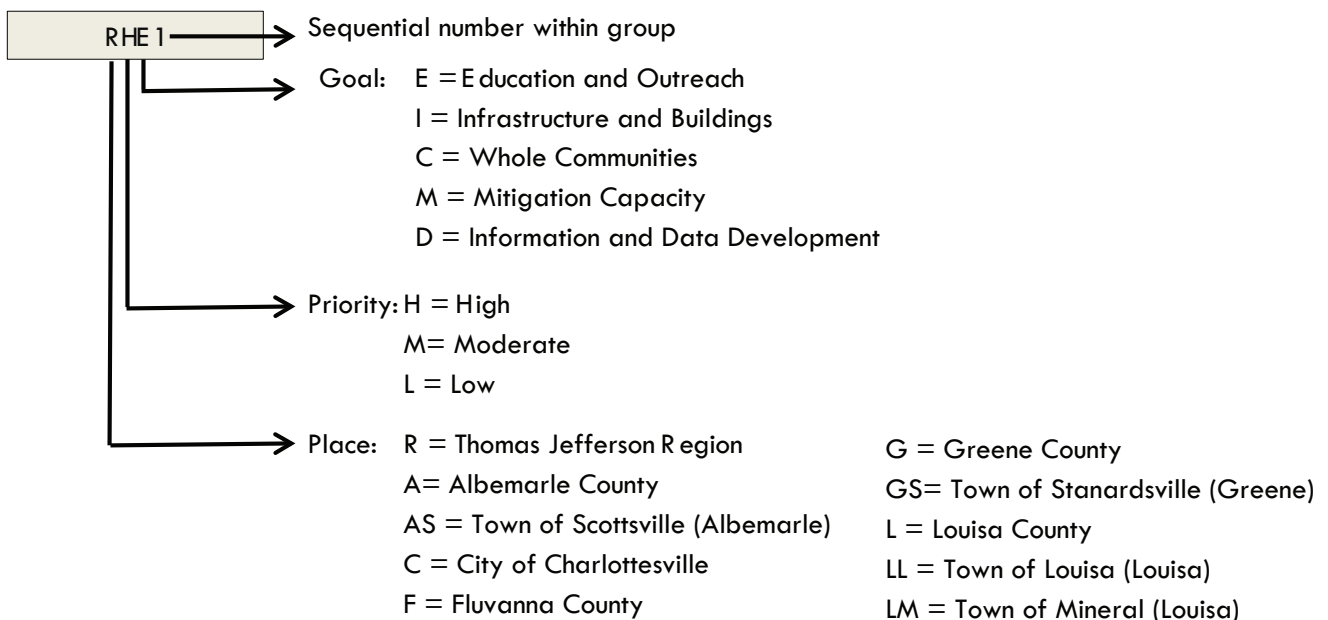 RHE1
Sequential number within group
Goal: E = Education and Outreach
I = Infrastructure and Buildings
C = Whole Communities
M = Mitigation Capacity
D = Information and Data Development
Priority: H = High
M= Moderate
L = Low
Place: R = Thomas Jefferson Region
A= Albemarle County
AS = Town of Scottsville (Albemarle)
C = City of Charlottesville
F = Fluvanna County
G = Greene County
GS= Town of Stanardsville (Greene)
L = Louisa County
LL = Town of Louisa (Louisa)
LM = Town of Mineral (Louisa)